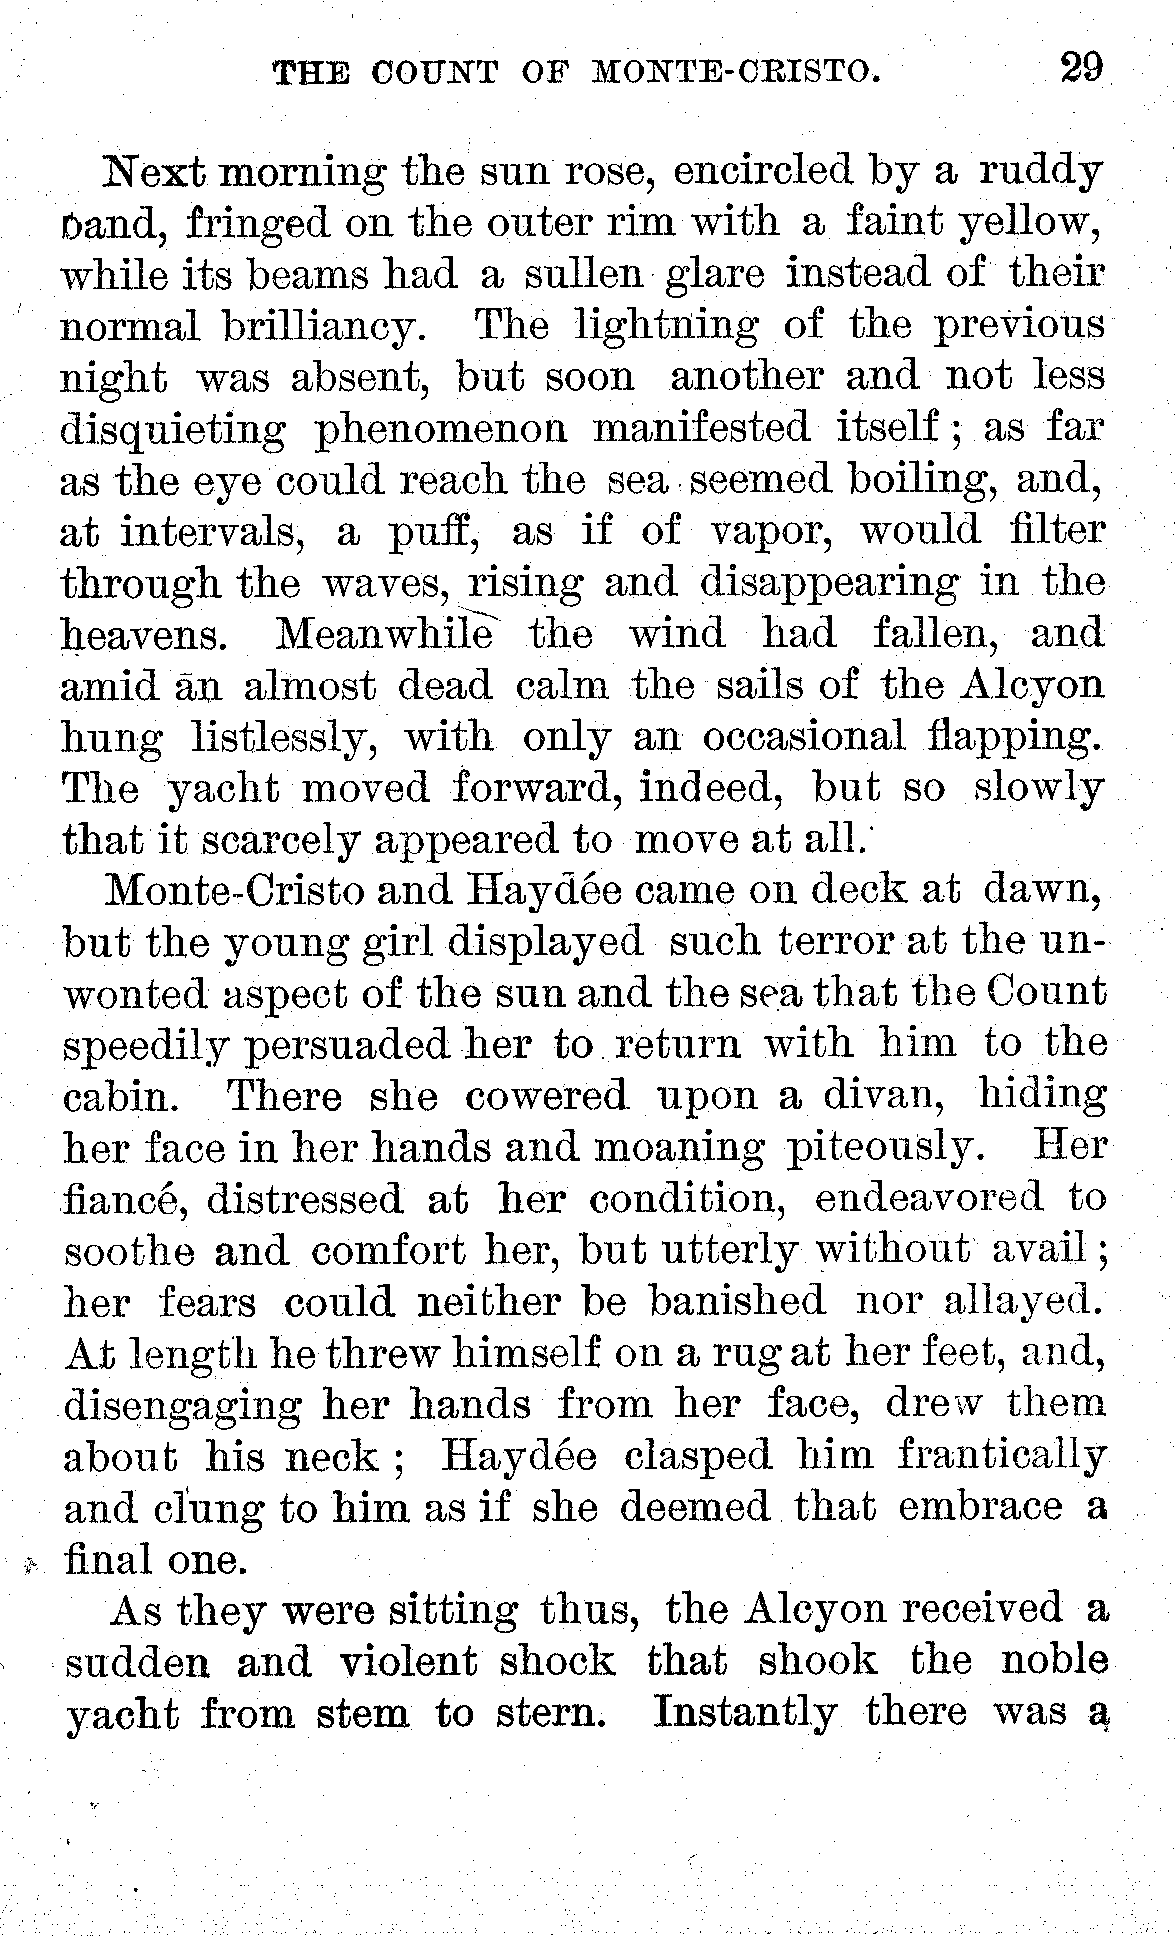 THE COUNT OF MONTE-CRISTO. 29
Next morning the sun rose, encircled by a ruddy
band, fringed on the outer rim with a faint yellow,
while its beams had a sullen glare instead of their
normal brilliancy. The lightning of the previous
night was absent, but soon another and not less
disquieting phenomenon manifested itself; as far
as the eye could reach the sea seemed boiling, and,
at intervals, a puff, as if of vapor, would filter
through the waves, rising and disappearing in the
heavens. Meanwhile the wind had fallen, and
amid an almost dead calm the sails of the Alcyon
hung listlessly, with only an occasional flapping.
The yacht moved forward, indeed, but so slowly
that it scarcely appeared to move at all.
Monte-Cristo and Haydée came on deck at dawn,
but the young girl displayed such terror at the un-
wonted aspect of the sun and the sea that the Count
speedily persuaded her to return with him to the
cabin. There she cowered upon a divan, hiding
her face in her hands and moaning piteously. Her
fiancé, distressed at her condition, endeavored to
soothe and comfort her, but utterly without avail;
her fears could neither be banished nor allayed.
At length he threw himself on a rug at her feet, and,
disengaging her hands from her face, drew them
about his neck; Haydée clasped him frantically
and clung to him as if she deemed that embrace a
final one.
As they were sitting thus, the Alcyon received a
sudden and violent shock that shook the noble
yacht from stem to stern. Instantly there was a